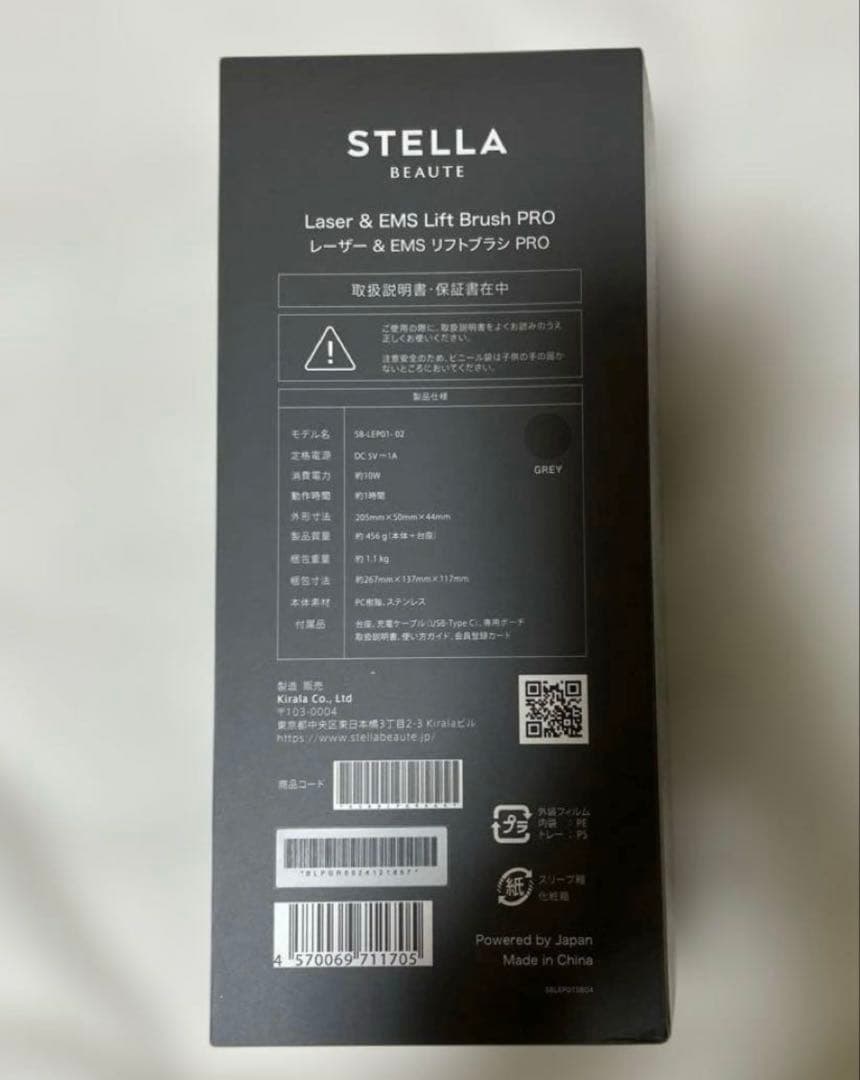 STELLA
BEAUTE
Laser & EMS Lift Brush PRO
レーザー & EMS リフトブラシ PRO
取扱説明書・保証書在中
ご使用の際に、取扱説明書をよくお読みのうえ
正しくお使いください。
注意安全のため、ビニール袋は子供の手の届か
ないところにおいてください。
製品仕様
モデル名 SB-LEP01- 02
GREY
定格電源 DC 5V～1A
消費電力 約10W
動作時間 約1時間
外形寸法 205mm×50mm×44mm
製品質量 約 456 g（本体＋台座）
梱包重量 約 1.1 kg
梱包寸法 約267mm×137mm×117mm
本体素材 PC樹脂、ステンレス
付属品 台座、充電ケーブル（USB-Type C）、専用ポーチ
取扱説明書、使い方ガイド、会員登録カード
製造 販売
Kirala Co., Ltd
〒103-0004
東京都中央区東日本橋3丁目2-3 Kiralaビル
https://www.stellabeaute.jp/
商品コード
プラ
外装フィルム
内袋 : PE
トレー : PS
紙
スリーブ箱
化粧箱
4 570069 711705
Powered by Japan
Made in China